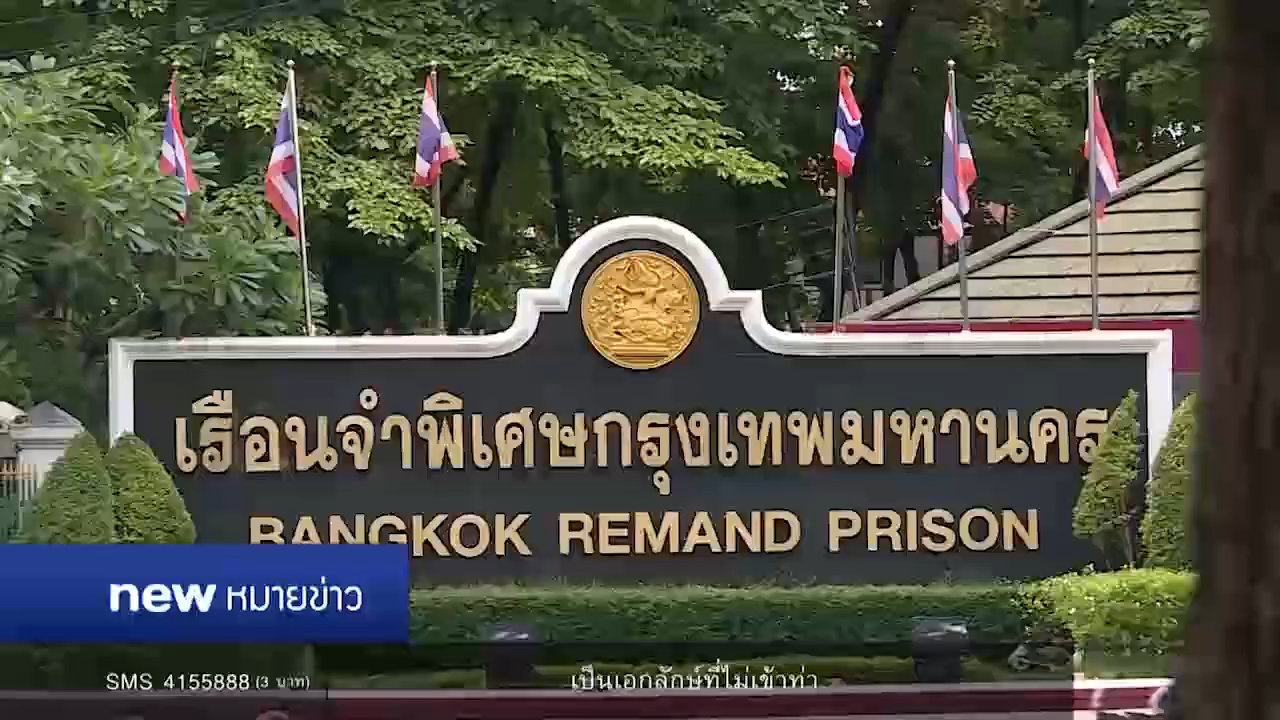 เรือนจำพิเศษกรุงเทพมหานคร
BANGKOK REMAND PRISON
new หมายข่าว
SMS 4155888 (3 บาท)
เป็นเอกลักษ์ที่ไม่เข้าท่า